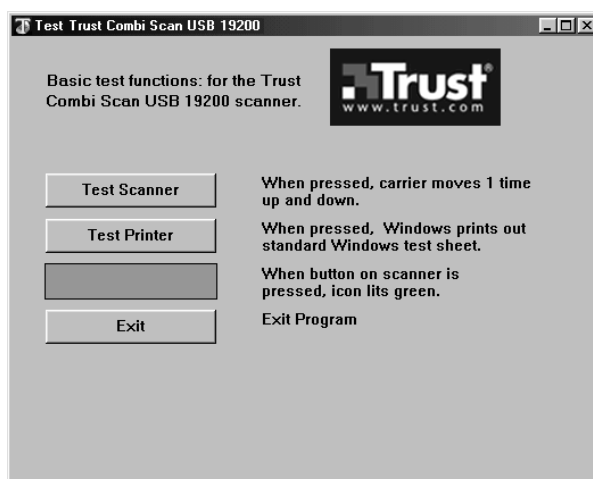 Test Trust Combi Scan USB 19200
Basic test functions: for the Trust
Combi Scan USB 19200 scanner.
Trust®
www.trust.com
Test Scanner
When pressed, carrier moves 1 time
up and down.
Test Printer
When pressed, Windows prints out
standard Windows test sheet.
When button on scanner is
pressed, icon lits green.
Exit
Exit Program